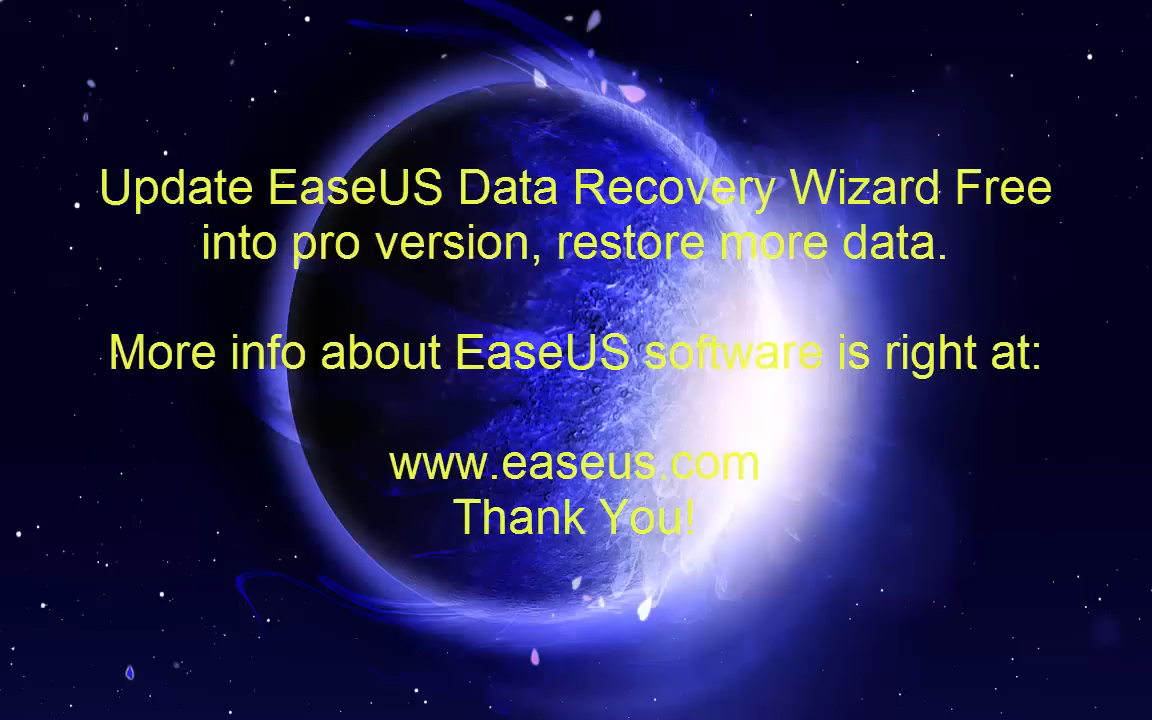 Update EaseUS Data Recovery Wizard Free
into pro version, restore more data.
More info about EaseUS software is right at:
www.easeus.com
Thank You!